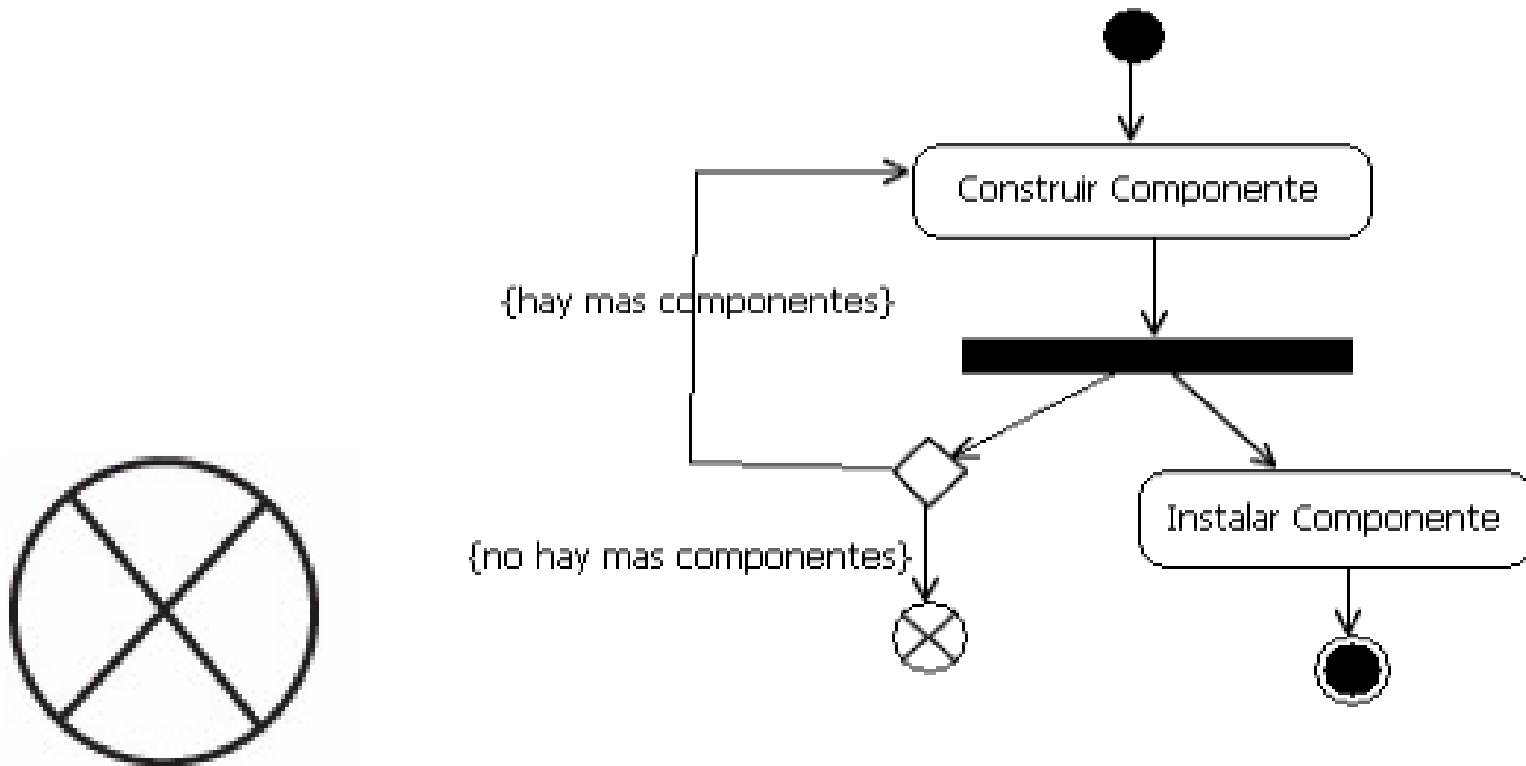 Construir Componente
{hay mas componentes}
Instalar Componente
{no hay mas componentes}